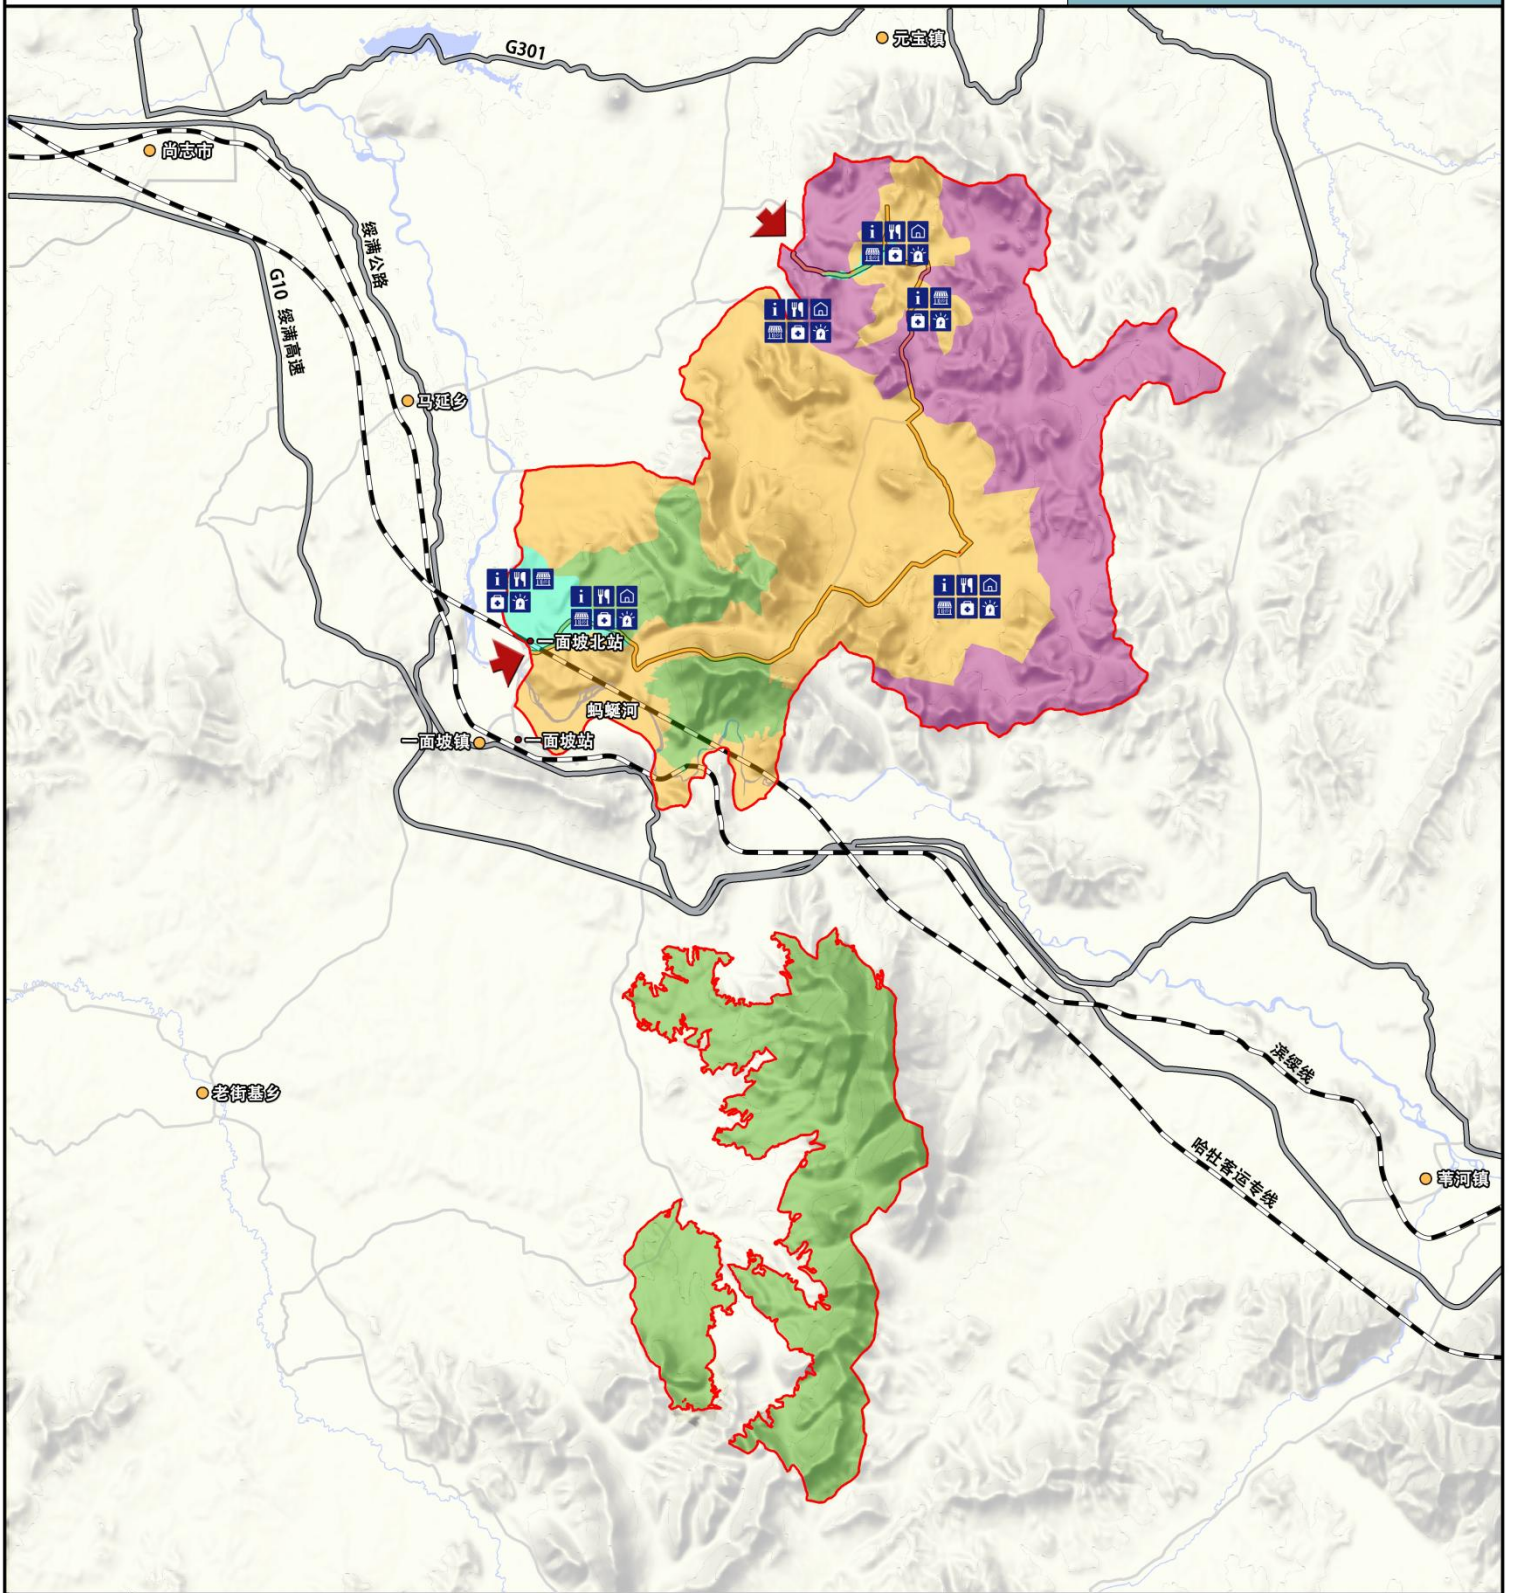 元宝镇
G301
尚志市
绥满公路
G10 绥满高速
马延乡
一面坡北站
蚂蜒河
一面坡镇
一面坡站
滨绥线
老街基乡
哈牡客运专线
苇河镇